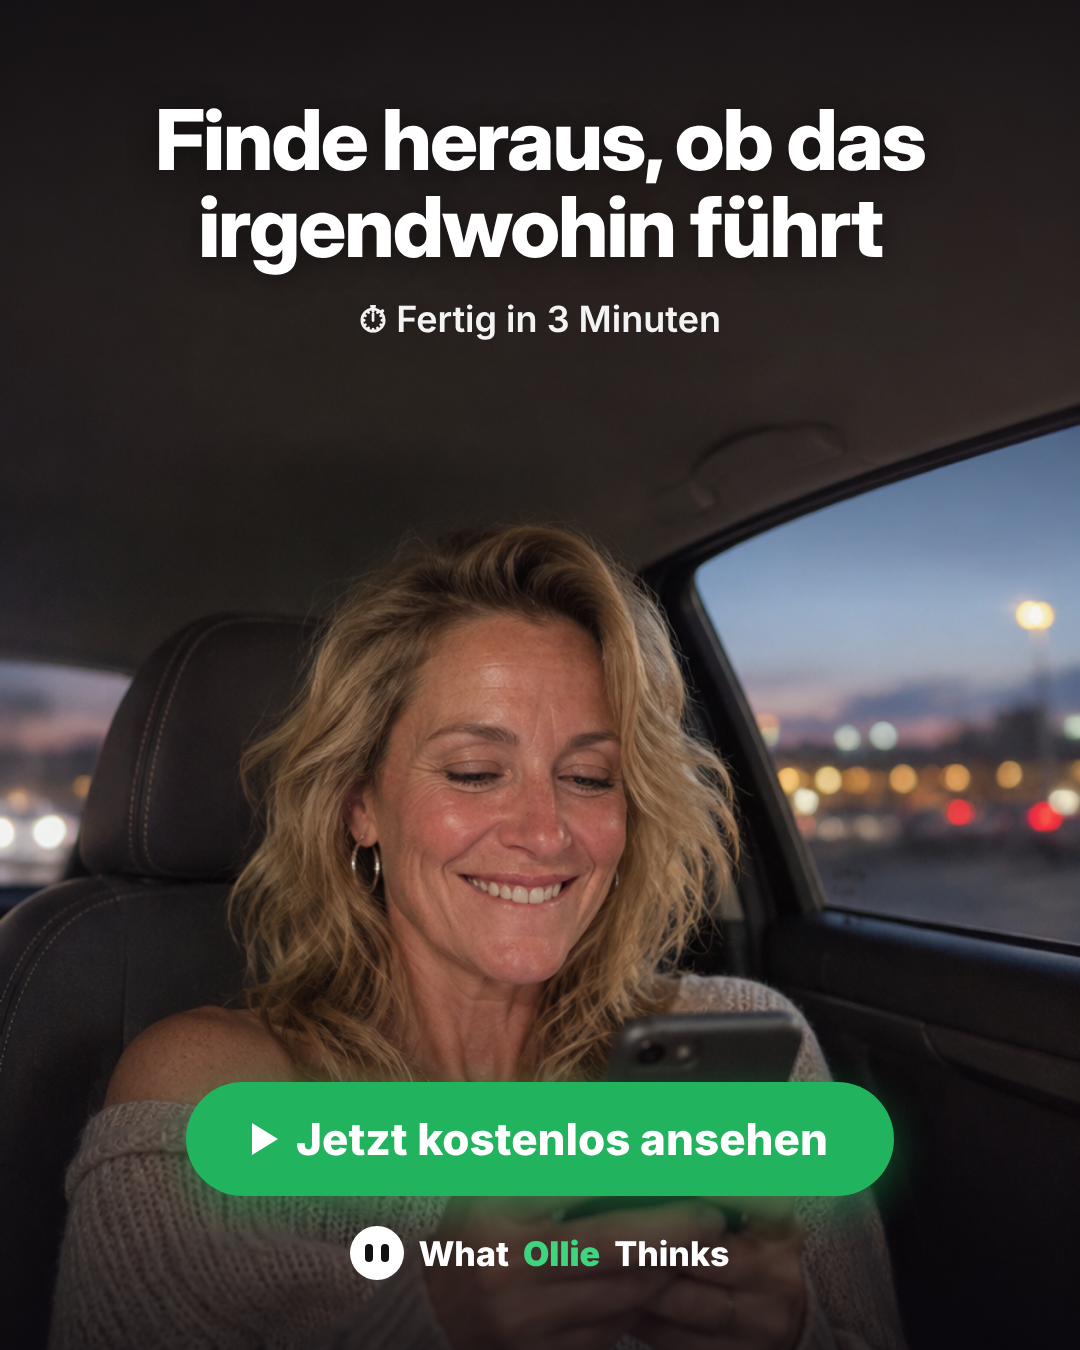 Finde heraus, ob das
irgendwohin führt
⏱ Fertig in 3 Minuten
▶ Jetzt kostenlos ansehen
What Ollie Thinks